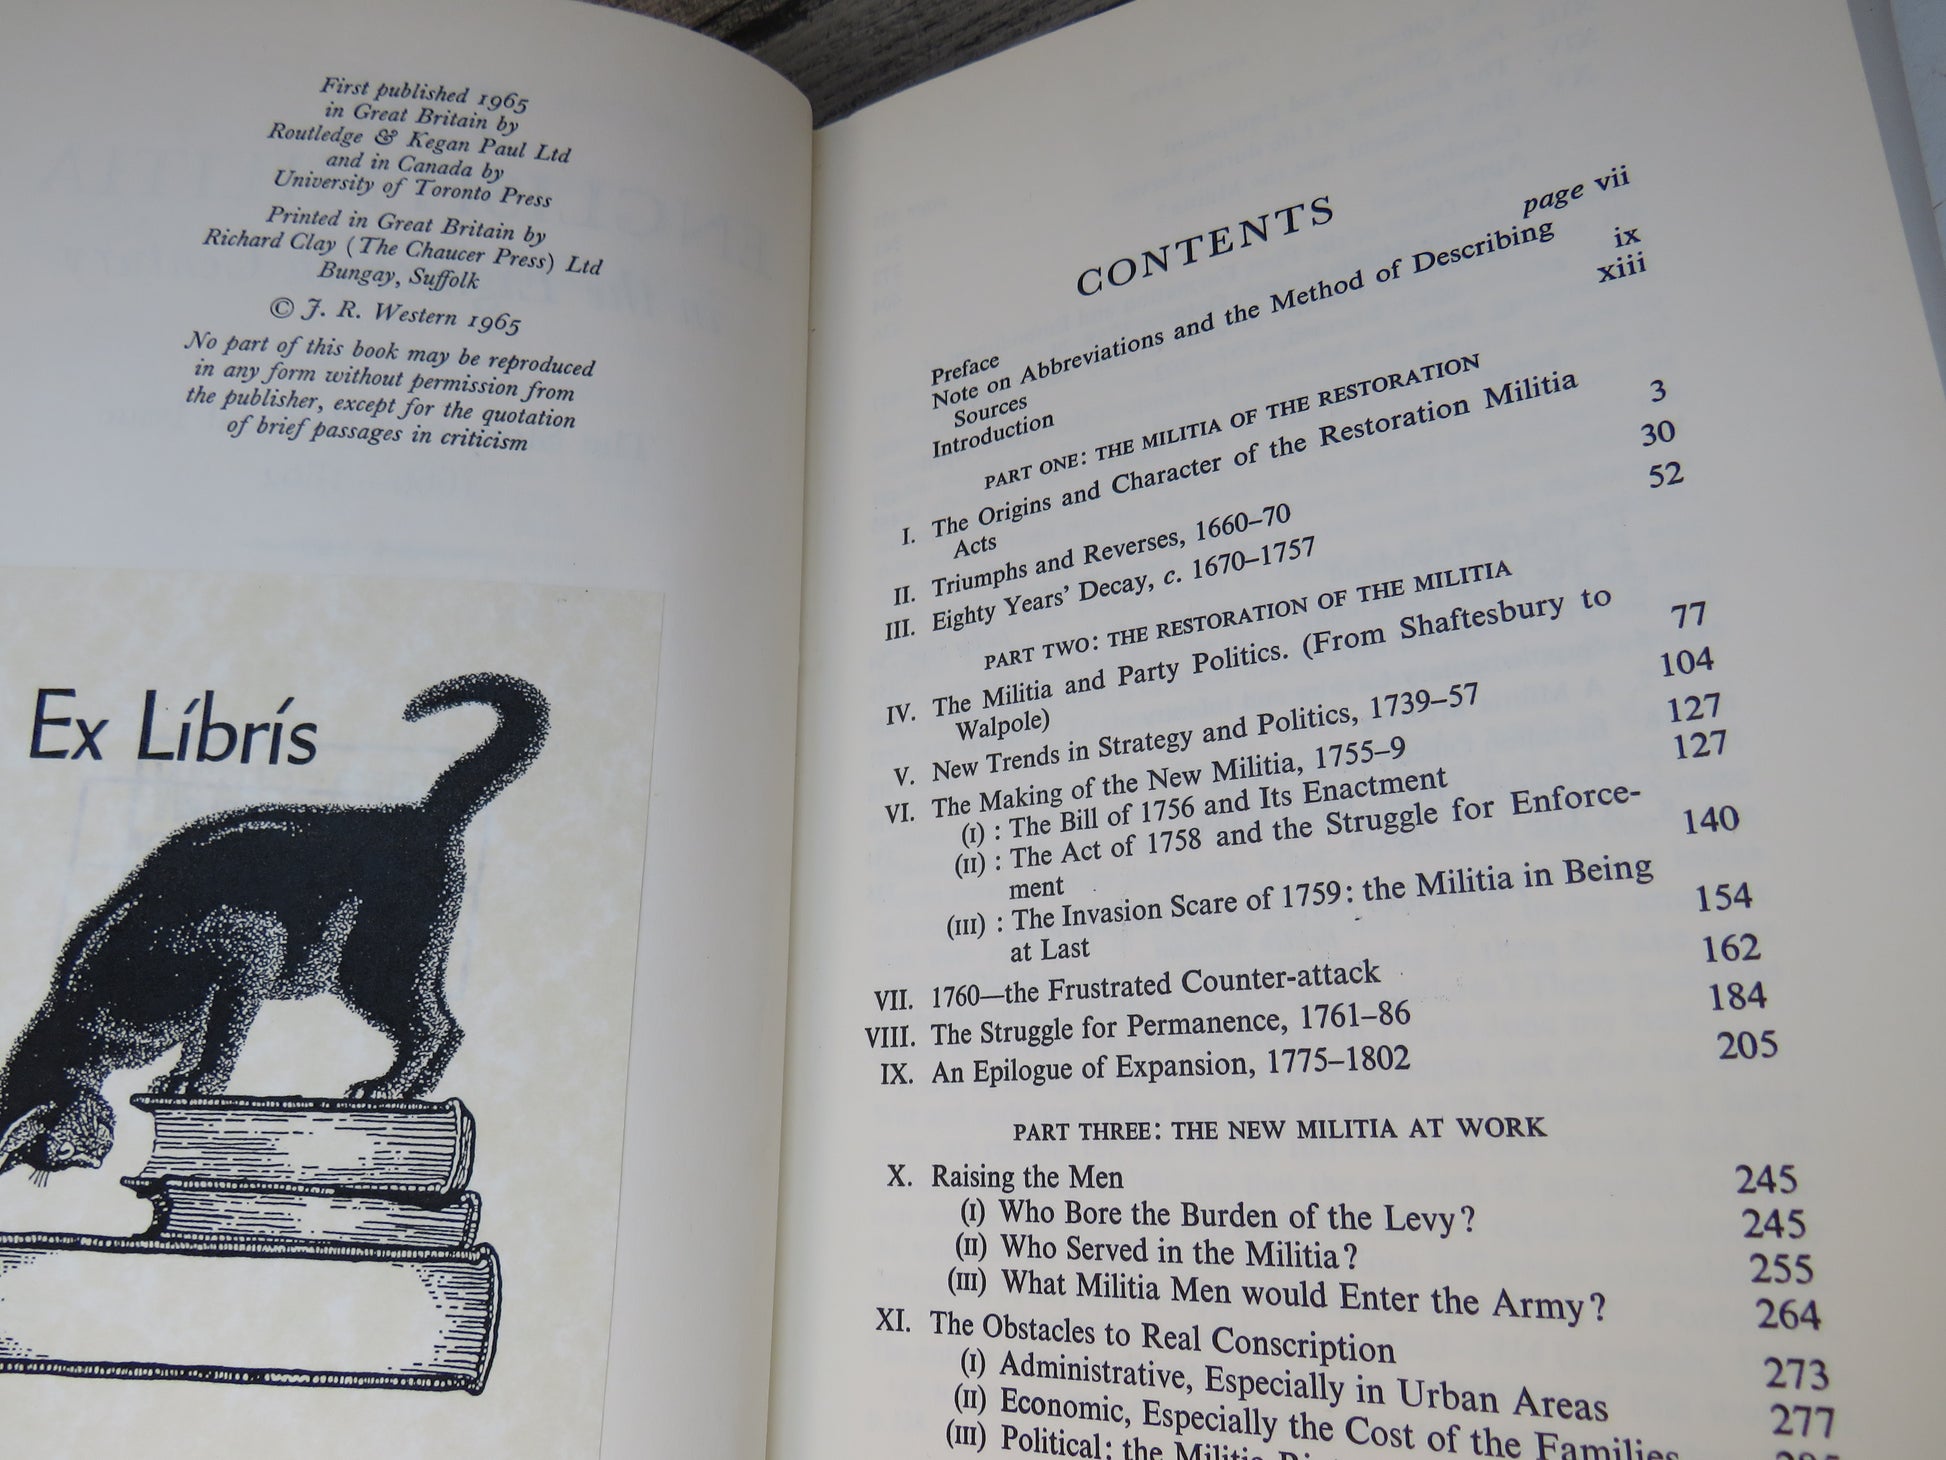 First published 1965
in Great Britain by
Routledge & Kegan Paul Ltd
and in Canada by
University of Toronto Press
Printed in Great Britain by
Richard Clay (The Chaucer Press) Ltd
Bungay, Suffolk
© J. R. Western 1965
No part of this book may be reproduced
in any form without permission from
the publisher, except for the quotation
of brief passages in criticism
Ex Libris
CONTENTS
Preface page vii
Note on Abbreviations and the Method of Describing
Sources ix
Introduction xiii
PART ONE: THE MILITIA OF THE RESTORATION
I. The Origins and Character of the Restoration Militia
Acts 3
II. Triumphs and Reverses, 1660–70 30
III. Eighty Years' Decay, c. 1670–1757 52
PART TWO: THE RESTORATION OF THE MILITIA
IV. The Militia and Party Politics. (From Shaftesbury to
Walpole) 77
V. New Trends in Strategy and Politics, 1739–57 104
VI. The Making of the New Militia, 1755–9 127
(I) : The Bill of 1756 and Its Enactment 127
(II) : The Act of 1758 and the Struggle for Enforce-
ment 140
(III) : The Invasion Scare of 1759: the Militia in Being
at Last 154
VII. 1760—the Frustrated Counter-attack 162
VIII. The Struggle for Permanence, 1761–86 184
IX. An Epilogue of Expansion, 1775–1802 205
PART THREE: THE NEW MILITIA AT WORK
X. Raising the Men 245
(I) Who Bore the Burden of the Levy? 245
(II) Who Served in the Militia? 255
(III) What Militia Men would Enter the Army? 264
XI. The Obstacles to Real Conscription 273
(I) Administrative, Especially in Urban Areas 277
(II) Economic, Especially the Cost of the Families
(III) Political: the Militia